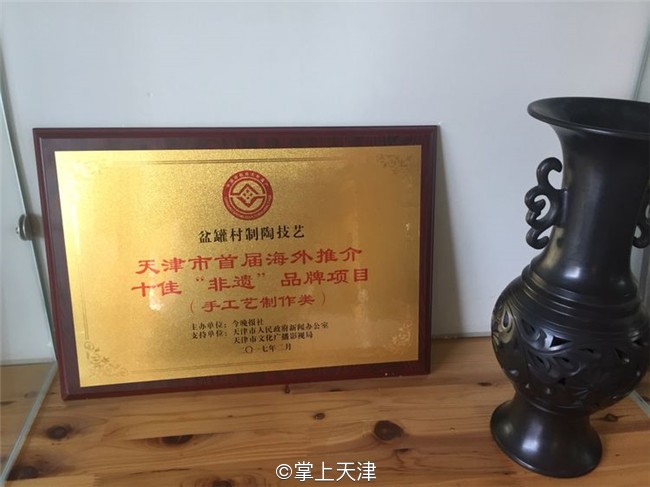 盆罐村制陶技艺
天津市首届海外推介
十佳“非遗”品牌项目
(手工艺制作类)
主办单位:今晚报社
支持单位:天津市人民政府新闻办公室
天津市文化广播影视局
二〇一七年二月
©掌上天津